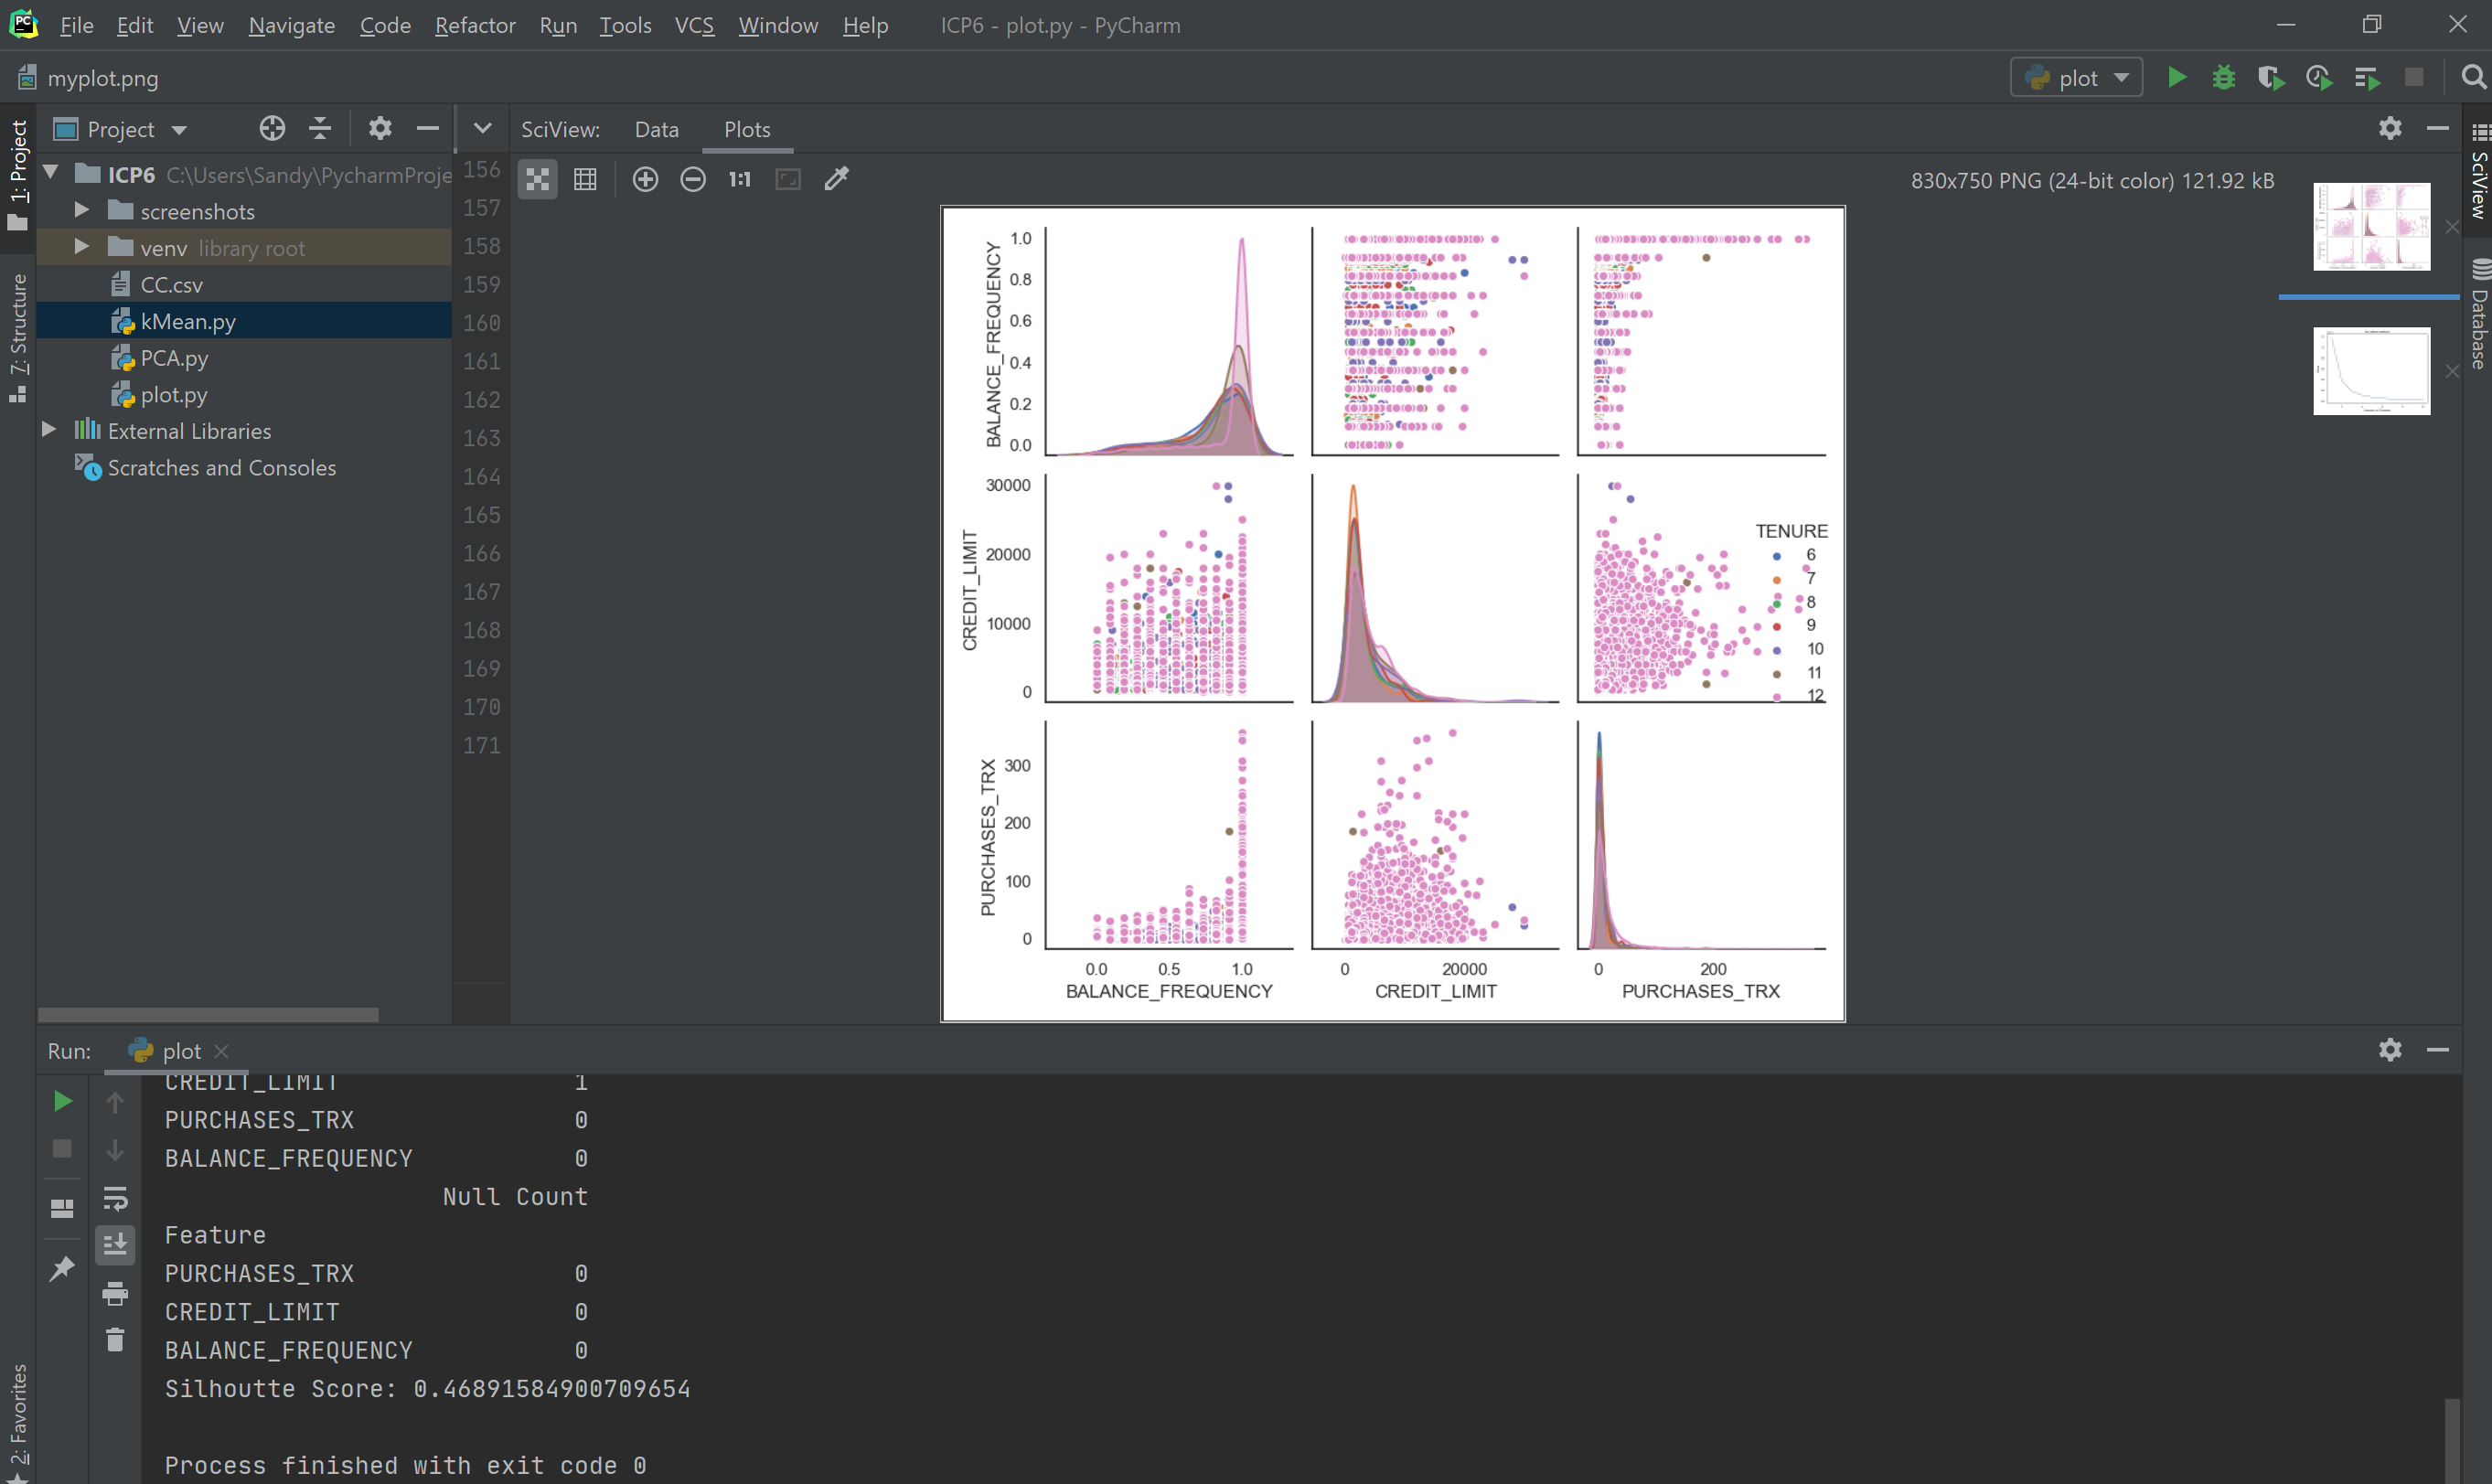 PC File Edit View Navigate Code Refactor Run Tools VCS Window Help ICP6 - plot.py - PyCharm
myplot.png plot
1: Project
7: Structure
2: Favorites
Project
ICP6 C:\Users\Sandy\PycharmProje
screenshots
venv library root
CC.csv
kMean.py
PCA.py
plot.py
External Libraries
Scratches and Consoles
156
157
158
159
160
161
162
163
164
165
166
167
168
169
170
171
SciView: Data Plots
1:1 830x750 PNG (24-bit color) 121.92 kB
BALANCE_FREQUENCY
1.0
0.8
0.6
0.4
0.2
0.0
CREDIT_LIMIT
30000
20000
10000
0
TENURE
6
7
8
9
10
11
12
PURCHASES_TRX
300
200
100
0
0.0 0.5 1.0 0 20000 0 200
BALANCE_FREQUENCY CREDIT_LIMIT PURCHASES_TRX
SciView
Database
Run: plot
CREDIT_LIMIT 1
PURCHASES_TRX 0
BALANCE_FREQUENCY 0
Null Count
Feature
PURCHASES_TRX 0
CREDIT_LIMIT 0
BALANCE_FREQUENCY 0
Silhoutte Score: 0.46891584900709654
Process finished with exit code 0